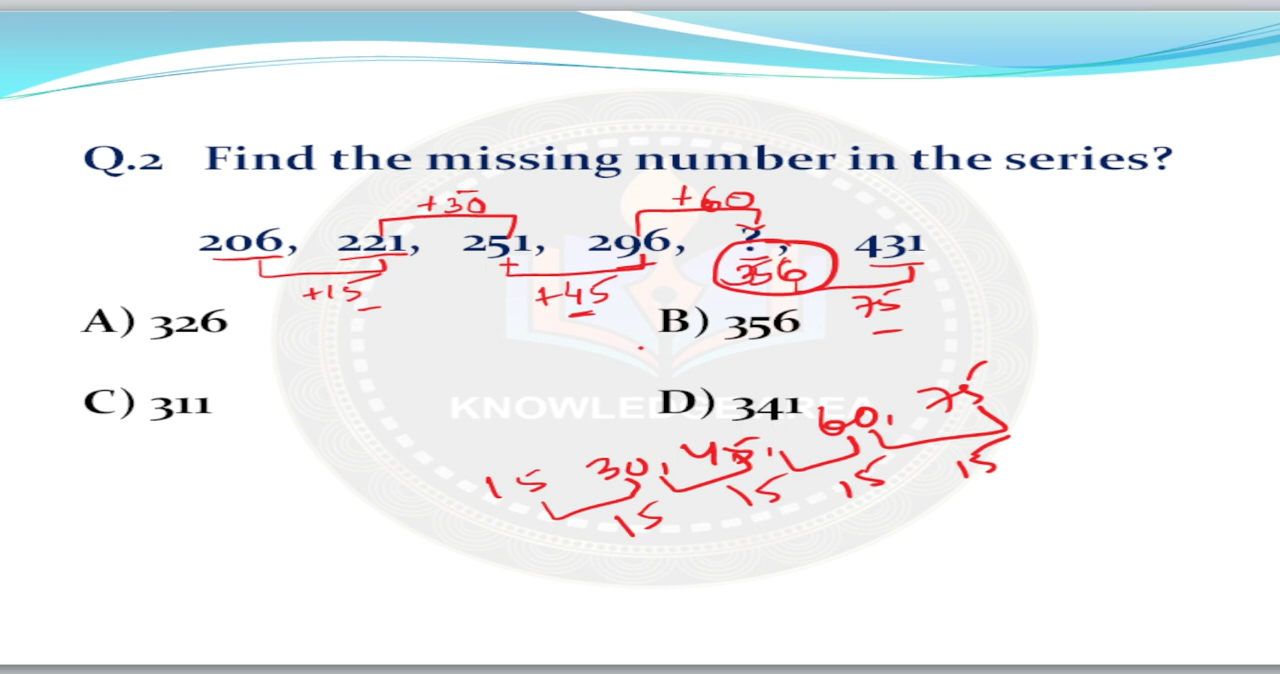 Q.2 Find the missing number in the series?
+30 +60
206, 221, 251, 296, ?, 431
356
+15 +45 75
A) 326 B) 356
C) 311 D) 341
KNOWLEDGE AREA
15 30, 45, 60, 75
15 15 15 15